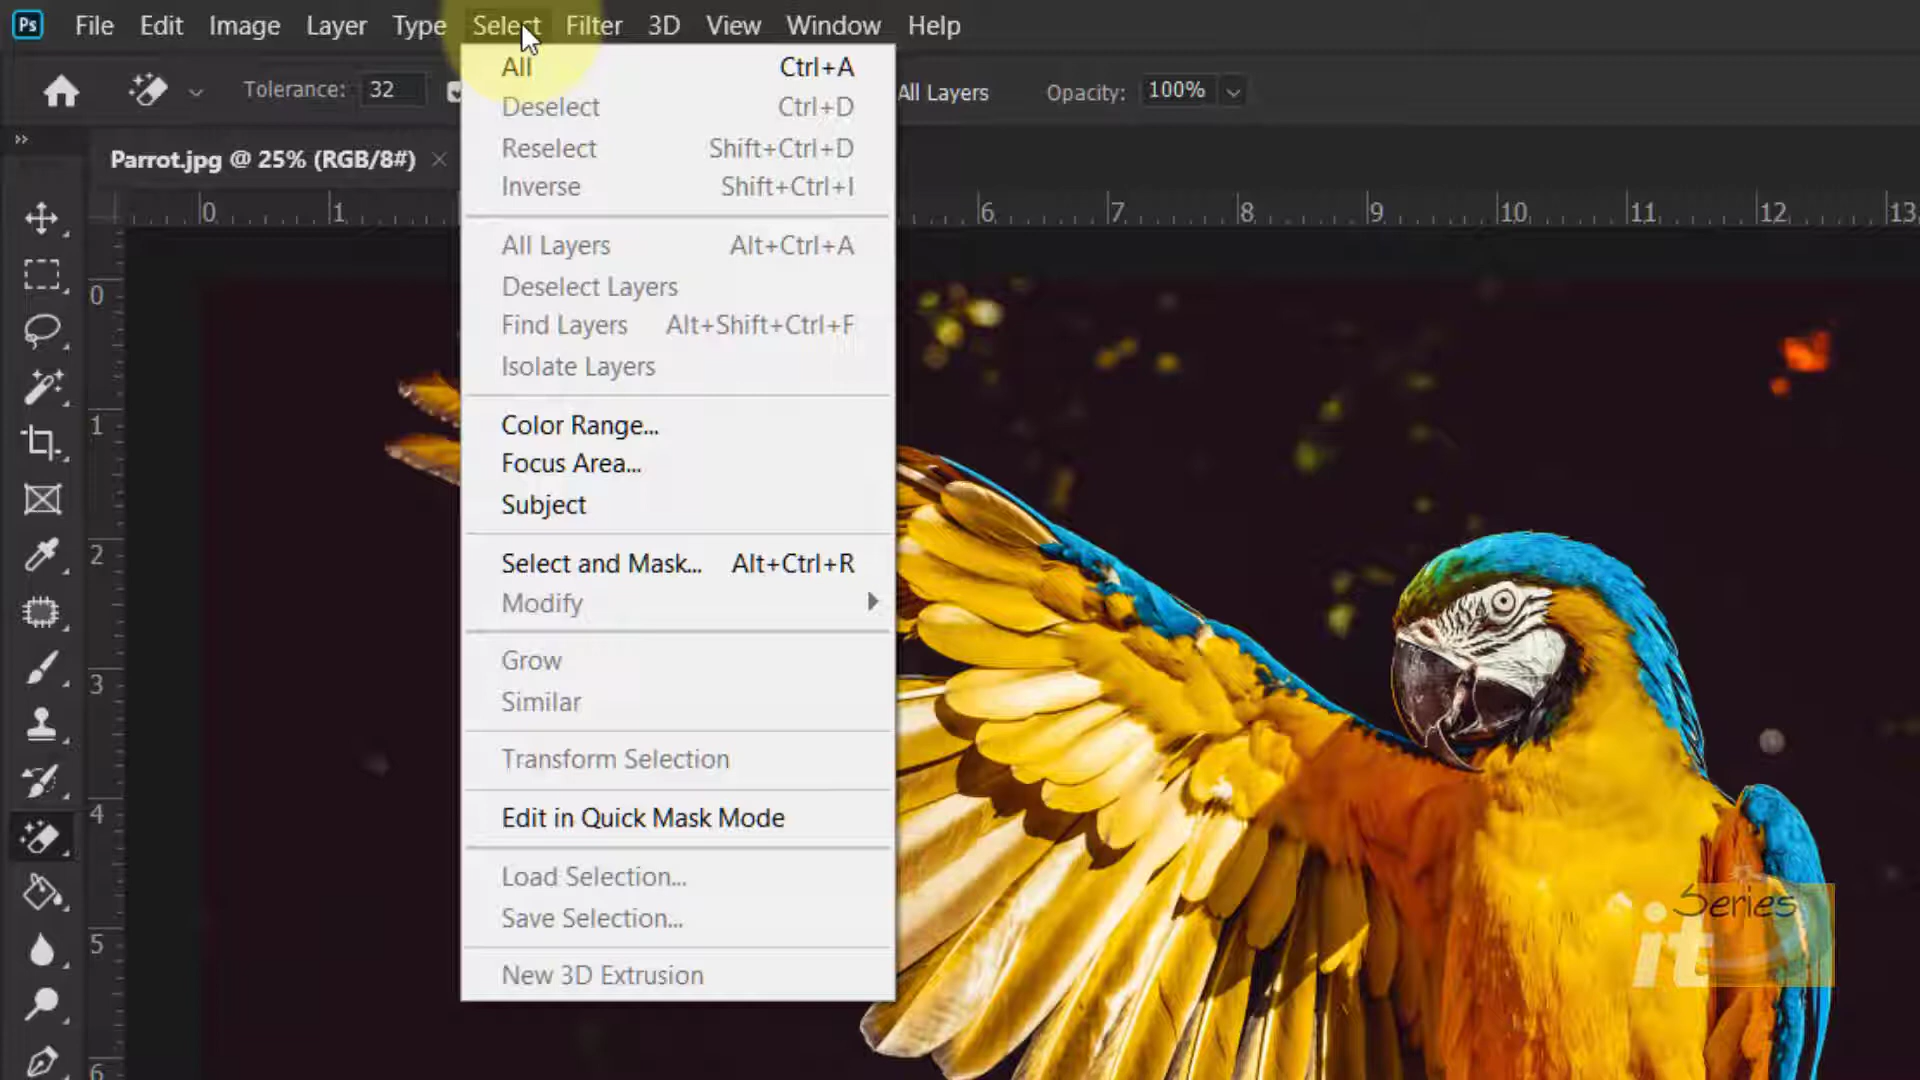 Ps File Edit Image Layer Type Select Filter 3D View Window Help
Tolerance: 32 All Layers Opacity: 100%
Parrot.jpg @ 25% (RGB/8#)
0 1 6 7 8 9 10 11 12 13
0
1
2
3
4
5
6
All Ctrl+A
Deselect Ctrl+D
Reselect Shift+Ctrl+D
Inverse Shift+Ctrl+I
All Layers Alt+Ctrl+A
Deselect Layers
Find Layers Alt+Shift+Ctrl+F
Isolate Layers
Color Range...
Focus Area...
Subject
Select and Mask... Alt+Ctrl+R
Modify
Grow
Similar
Transform Selection
Edit in Quick Mask Mode
Load Selection...
Save Selection...
New 3D Extrusion
Series
it